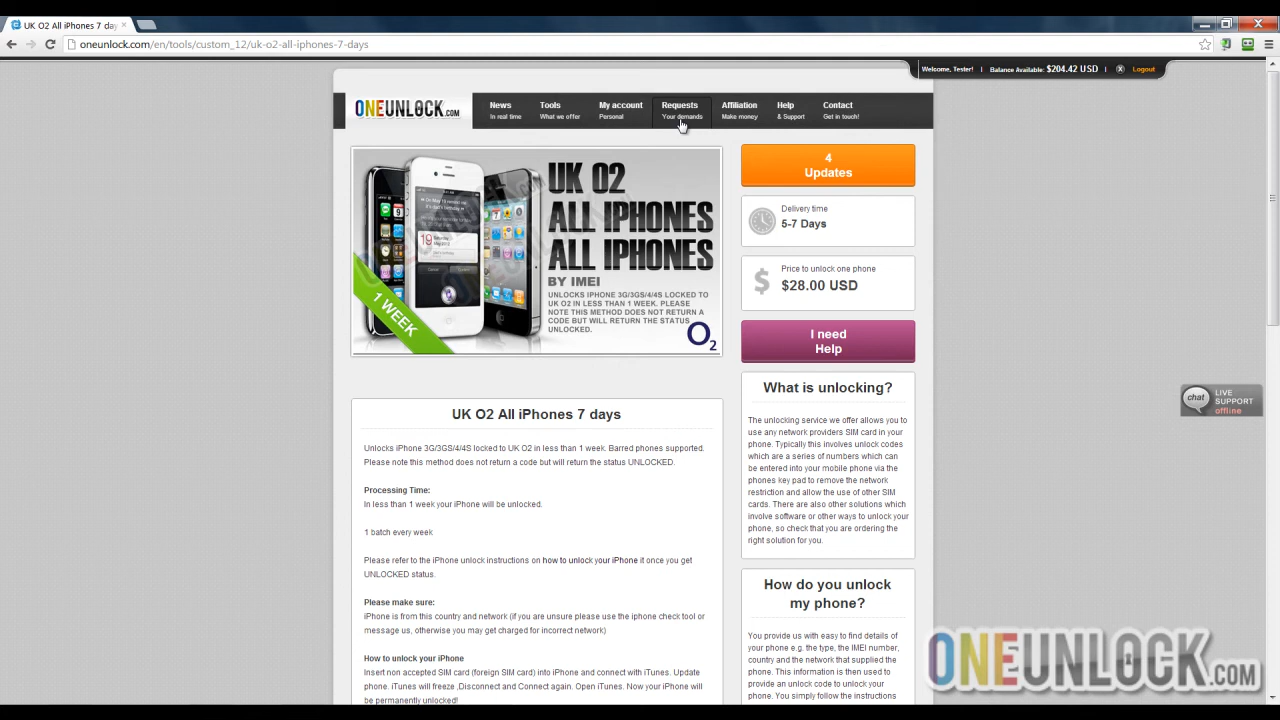 UK O2 All iPhones 7 day
oneunlock.com/en/tools/custom_12/uk-o2-all-iphones-7-days
Welcome, Tester! | Balance Available: $204.42 USD | Logout
ONEUNLOCK.COM
News
In real time
Tools
What we offer
My account
Personal
Requests
Your demands
Affiliation
Make money
Help
& Support
Contact
Get in touch!
UK O2
ALL IPHONES
ALL IPHONES
BY IMEI
UNLOCKS IPHONE 3G/3GS/4/4S LOCKED TO
UK O2 IN LESS THAN 1 WEEK. PLEASE
NOTE THIS METHOD DOES NOT RETURN A
CODE BUT WILL RETURN THE STATUS
UNLOCKED.
1 WEEK
O2
4
Updates
Delivery time
5-7 Days
Price to unlock one phone
$28.00 USD
I need
Help
chat
LIVE
SUPPORT
offline
UK O2 All iPhones 7 days
Unlocks iPhone 3G/3GS/4/4S locked to UK O2 in less than 1 week. Barred phones supported.
Please note this method does not return a code but will return the status UNLOCKED.
Processing Time:
In less than 1 week your iPhone will be unlocked.
1 batch every week
Please refer to the iPhone unlock instructions on how to unlock your iPhone it once you get
UNLOCKED status.
Please make sure:
iPhone is from this country and network (if you are unsure please use the iphone check tool or
message us, otherwise you may get charged for incorrect network)
How to unlock your iPhone
Insert non accepted SIM card (foreign SIM card) into iPhone and connect with iTunes. Update
phone. iTunes will freeze ,Disconnect and Connect again. Open iTunes. Now your iPhone will
be permanently unlocked!
What is unlocking?
The unlocking service we offer allows you to
use any network providers SIM card in your
phone. Typically this involves unlock codes
which are a series of numbers which can
be entered into your mobile phone via the
phones key pad to remove the network
restriction and allow the use of other SIM
cards. There are also other solutions which
involve software or other ways to unlock your
phone, so check that you are ordering the
right solution for you.
How do you unlock
my phone?
You provide us with easy to find details of
your phone e.g. the type, the IMEI number,
country and the network that supplied the
phone. This information is then used to
provide an unlock code to unlock your
phone. You simply follow the instructions
ONEUNLOCK.COM